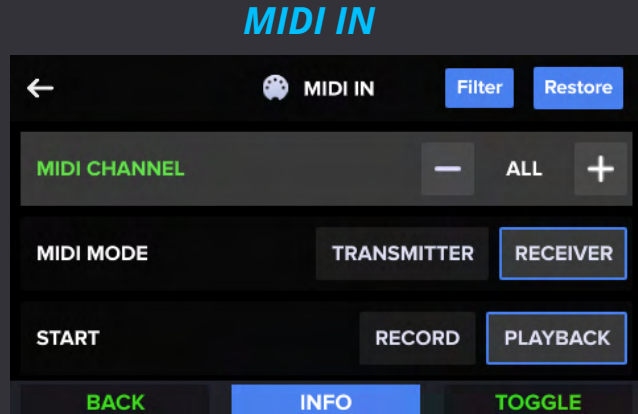 MIDI IN
MIDI IN Filter Restore
MIDI CHANNEL ALL
MIDI MODE TRANSMITTER RECEIVER
START RECORD PLAYBACK
BACK INFO TOGGLE